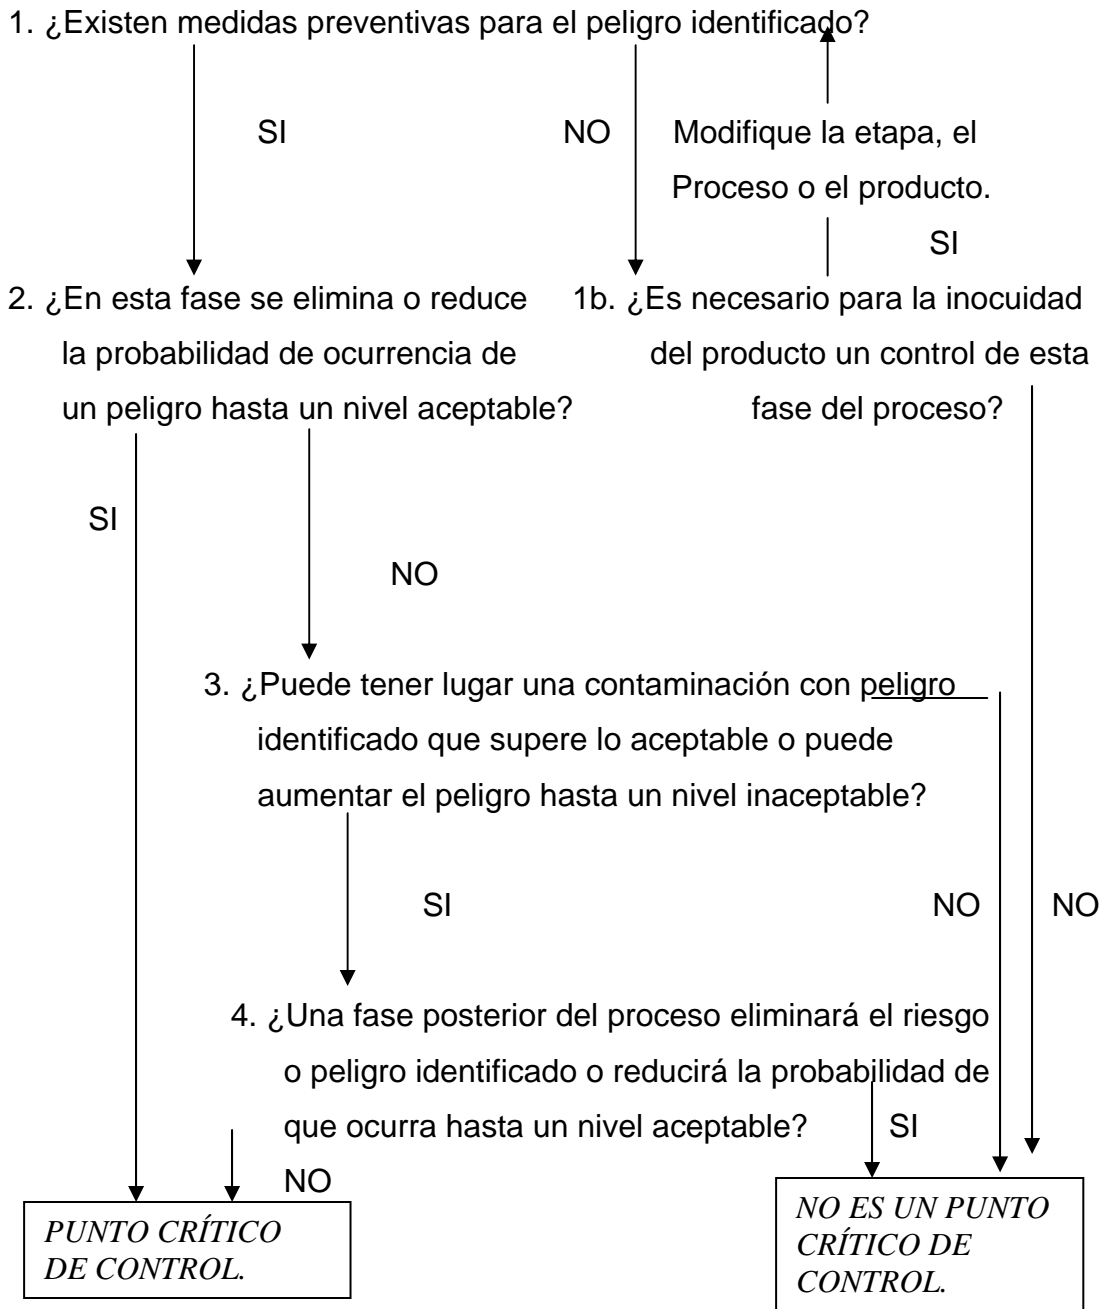 1. ¿Existen medidas preventivas para el peligro identificado?
SI
NO
Modifique la etapa, el
Proceso o el producto.
SI
2. ¿En esta fase se elimina o reduce
la probabilidad de ocurrencia de
un peligro hasta un nivel aceptable?
1b. ¿Es necesario para la inocuidad
del producto un control de esta
fase del proceso?
SI
NO
3. ¿Puede tener lugar una contaminación con peligro
identificado que supere lo aceptable o puede
aumentar el peligro hasta un nivel inaceptable?
SI
NO
NO
4. ¿Una fase posterior del proceso eliminará el riesgo
o peligro identificado o reducirá la probabilidad de
que ocurra hasta un nivel aceptable?
SI
NO
PUNTO CRÍTICO
DE CONTROL.
NO ES UN PUNTO
CRÍTICO DE
CONTROL.